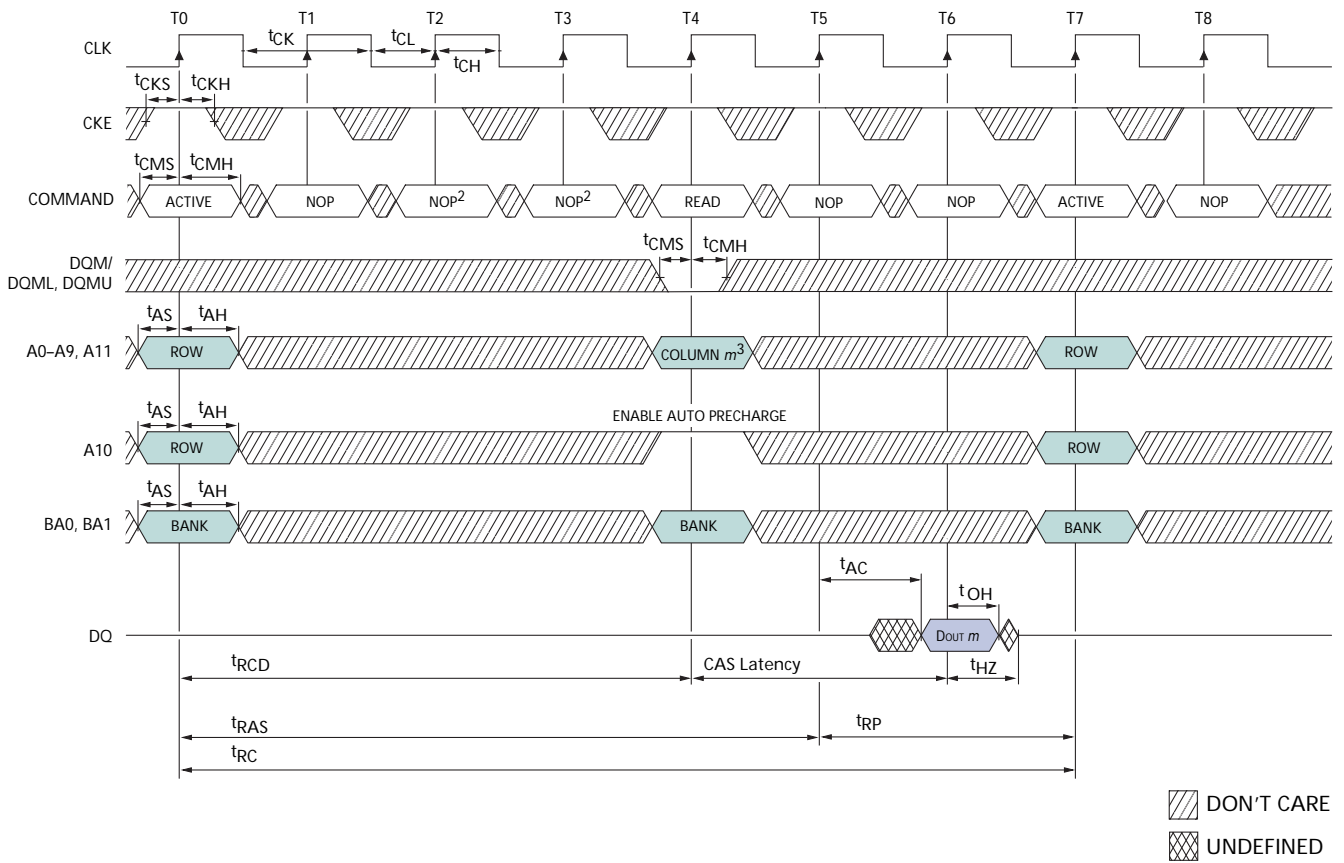 T0 T1 T2 T3 T4 T5 T6 T7 T8
CLK
tCK tCL
tCH
tCKS tCKH
CKE
tCMS tCMH
COMMAND
ACTIVE NOP NOP2 NOP2 READ NOP NOP ACTIVE NOP
tCMS tCMH
DQM/
DQML, DQMU
tAS tAH
A0–A9, A11
ROW COLUMN m3 ROW
tAS tAH
ENABLE AUTO PRECHARGE
A10
ROW ROW
tAS tAH
BA0, BA1
BANK BANK BANK
tAC
tOH
DQ
DOUT m
tRCD CAS Latency tHZ
tRAS tRP
tRC
DON'T CARE
UNDEFINED